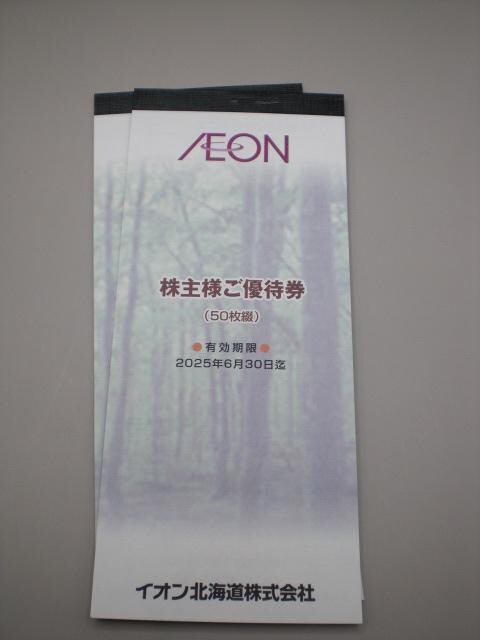 ÆON
株主様ご優待券
(50枚綴)
●有効期限●
2025年6月30日迄
イオン北海道株式会社